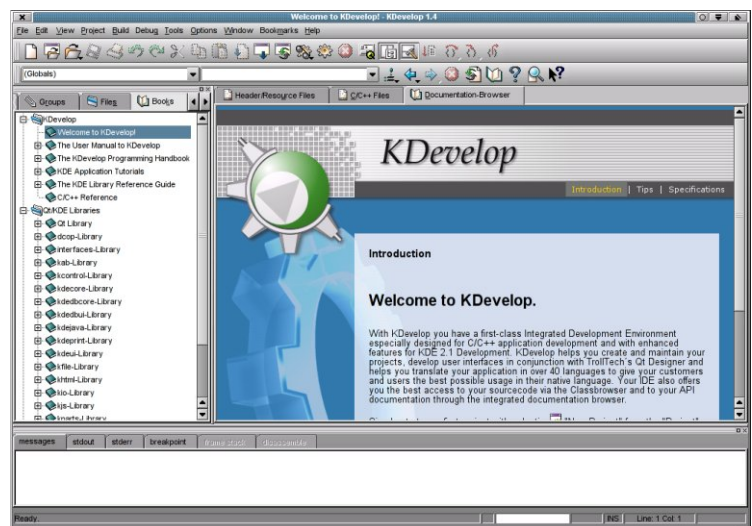 Welcome to KDevelop! - KDevelop 1.4
File Edit View Project Build Debug Tools Options Window Bookmarks Help
(Globals)
Groups Files Books
Header/Resource Files C/C++ Files Documentation-Browser
KDevelop
Welcome to KDevelop!
The User Manual to KDevelop
The KDevelop Programming Handbook
KDE Application Tutorials
The KDE Library Reference Guide
C/C++ Reference
Qt/KDE Libraries
Qt Library
dcop-Library
interfaces-Library
kab-Library
kcontrol-Library
kdecore-Library
kdedbcore-Library
kdedbui-Library
kdejava-Library
kdeprint-Library
kdeui-Library
kfile-Library
khtml-Library
kio-Library
kjs-Library
kparts-Library
KDevelop
Introduction | Tips | Specifications
Introduction
Welcome to KDevelop.
With KDevelop you have a first-class Integrated Development Environment
especially designed for C/C++ application development and with enhanced
features for KDE 2.1 Development. KDevelop helps you create and maintain your
projects, develop user interfaces in conjunction with TrollTech`s Qt Designer and
helps you translate your application in over 40 languages to give your customers
and users the best possible usage in their native language. Your IDE also offers
you the best access to your sourcecode via the Classbrowser and to your API
documentation through the integrated documentation browser.
messages stdout stderr breakpoint frame stack disassemble
Ready.
INS Line: 1 Col: 1